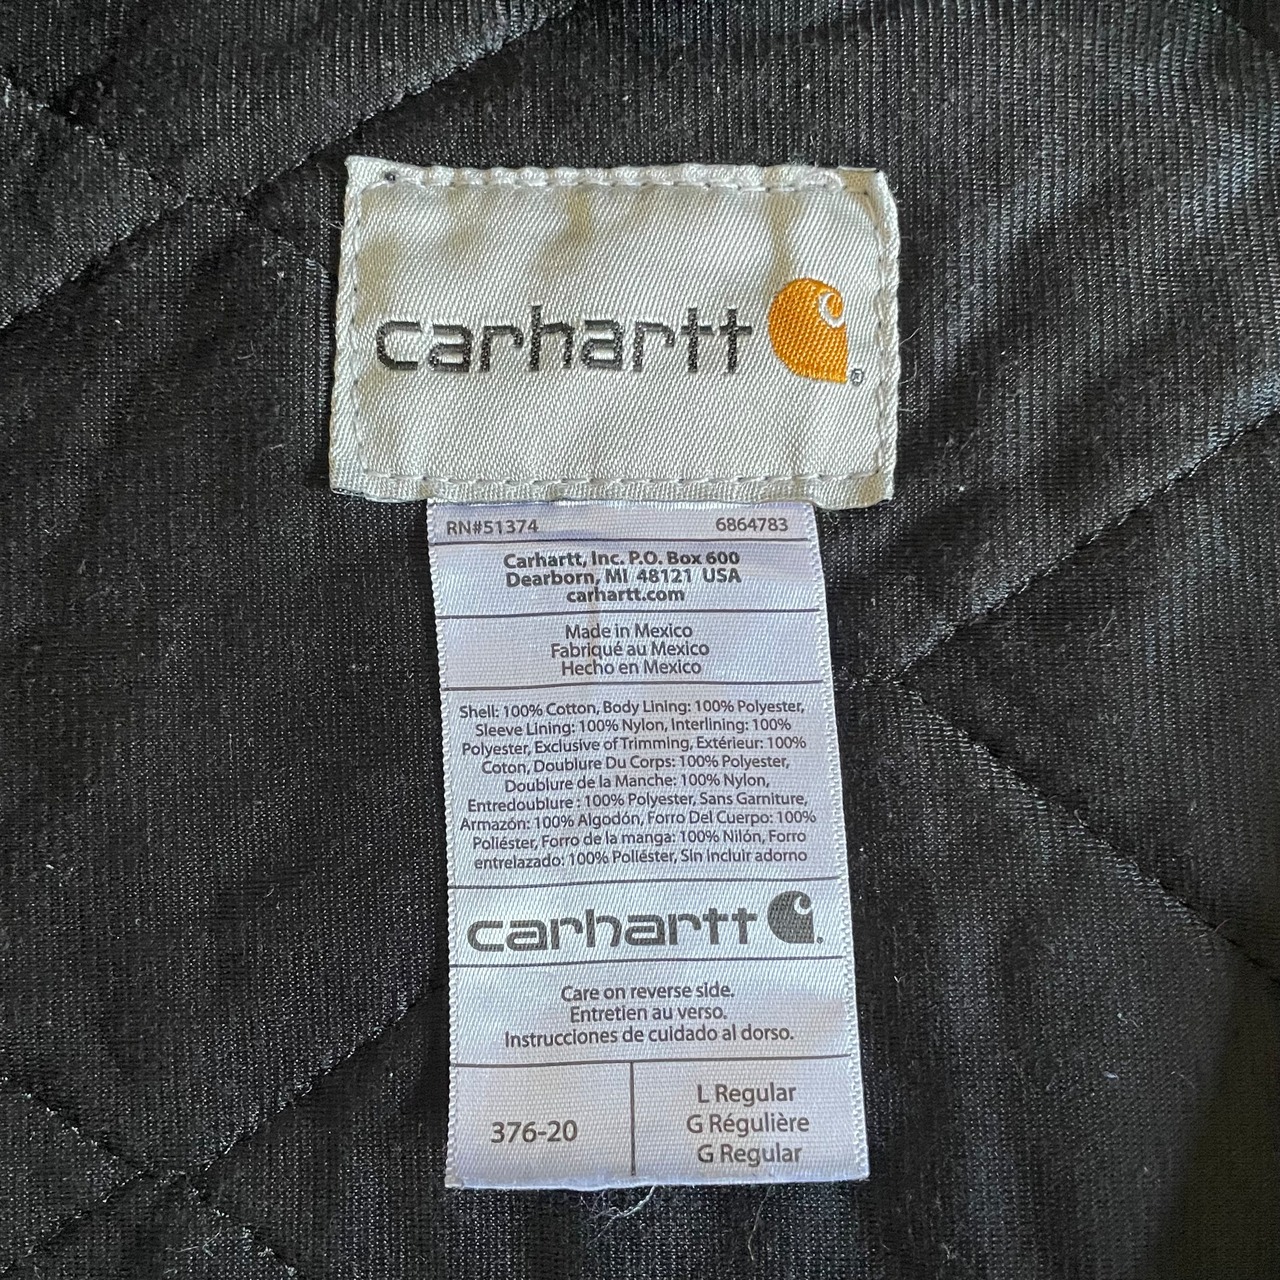 carhartt
®
RN#51374 6864783
Carhartt, Inc. P.O. Box 600
Dearborn, MI 48121 USA
carhartt.com
Made in Mexico
Fabriqué au Mexico
Hecho en Mexico
Shell: 100% Cotton, Body Lining: 100% Polyester,
Sleeve Lining: 100% Nylon, Interlining: 100%
Polyester, Exclusive of Trimming, Extérieur: 100%
Coton, Doublure Du Corps: 100% Polyester,
Doublure de la Manche: 100% Nylon,
Entredoublure : 100% Polyester, Sans Garniture,
Armazón: 100% Algodón, Forro Del Cuerpo: 100%
Poliéster, Forro de la manga: 100% Nilón, Forro
entrelazado: 100% Poliéster, Sin incluir adorno
carhartt
Care on reverse side.
Entretien au verso.
Instrucciones de cuidado al dorso.
376-20
L Regular
G Régulière
G Regular